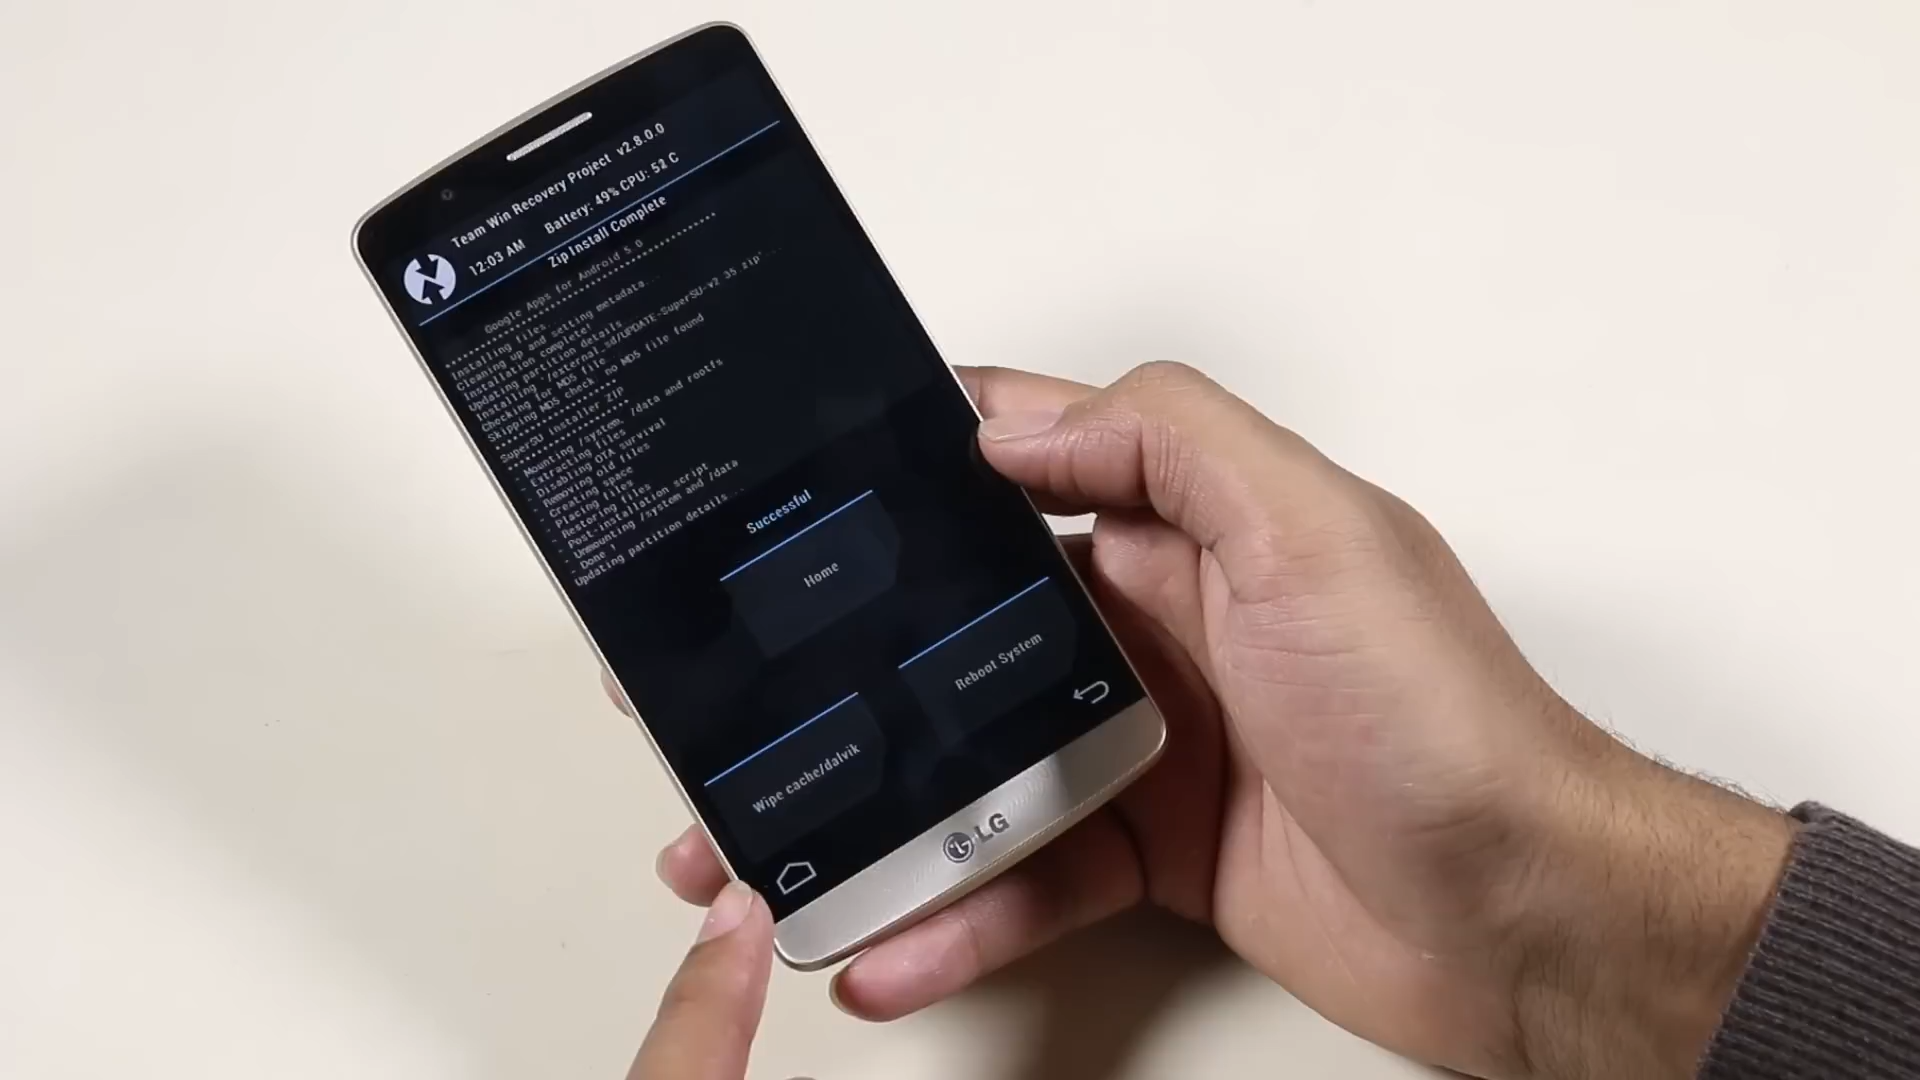 Team Win Recovery Project v2.8.0.0
12:03 AM Battery: 49% CPU: 52 C
Zip Install Complete
Google Apps for Android 5.0
Installing files.
Cleaning up and setting metadata...
Installation complete!
Updating partition details...
Installing '/external_sd/UPDATE-SuperSU-v2.35.zip'...
Checking for MD5 file...
Skipping MD5 check: no MD5 file found
SuperSU installer ZIP
- Mounting /system, /data and rootfs
- Extracting files
- Disabling OTA survival
- Removing old files
- Creating space
- Placing files
- Restoring files
- Post-installation script
- Unmounting /system and /data
- Done !
Updating partition details...
Successful
Home
Reboot System
Wipe cache/dalvik
LG